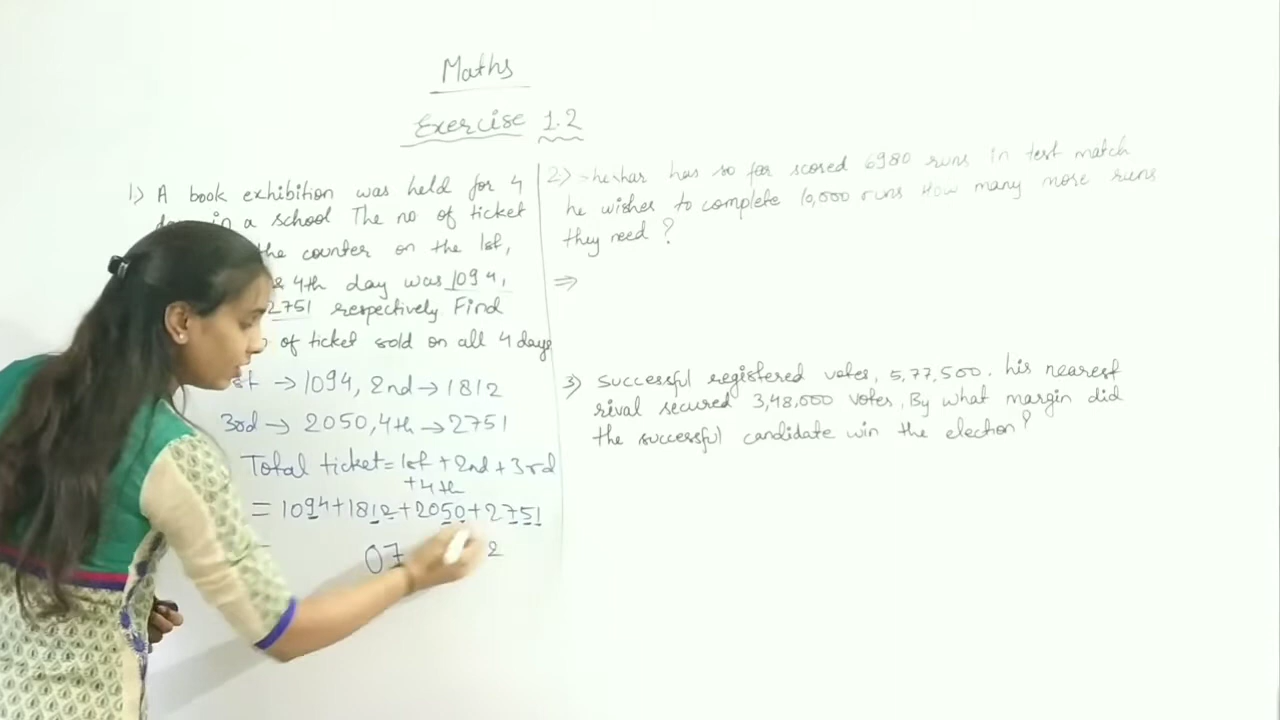 Maths
Exercise 1.2
1) A book exhibition was held for 4
in a school The no of ticket
the counter on the 1st,
& 4th day was 1094,
2751 respectively Find
of ticket sold on all 4 days
1st → 1094, 2nd → 1812
3rd → 2050, 4th → 2751
Total ticket = 1st + 2nd + 3rd
+ 4th
= 1094 + 1812 + 2050 + 2751
= 07 2
2) Shekhar has so far scored 6980 runs in test match
he wishes to complete 10,000 runs How many more runs
they need ?
⇒
3) Successful registered votes, 5,77,500. his nearest
rival secured 3,48,000 votes, By what margin did
the successful candidate win the election ?